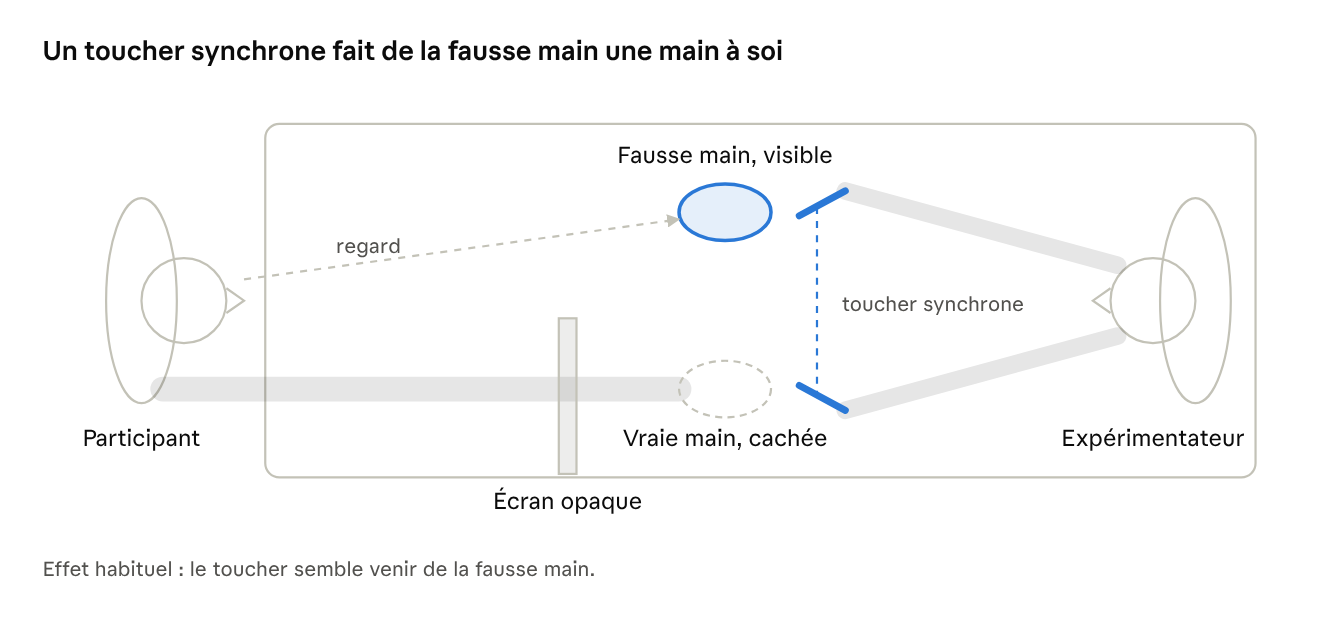 Un toucher synchrone fait de la fausse main une main à soi
Fausse main, visible
regard
toucher synchrone
Participant
Vraie main, cachée
Expérimentateur
Écran opaque
Effet habituel : le toucher semble venir de la fausse main.